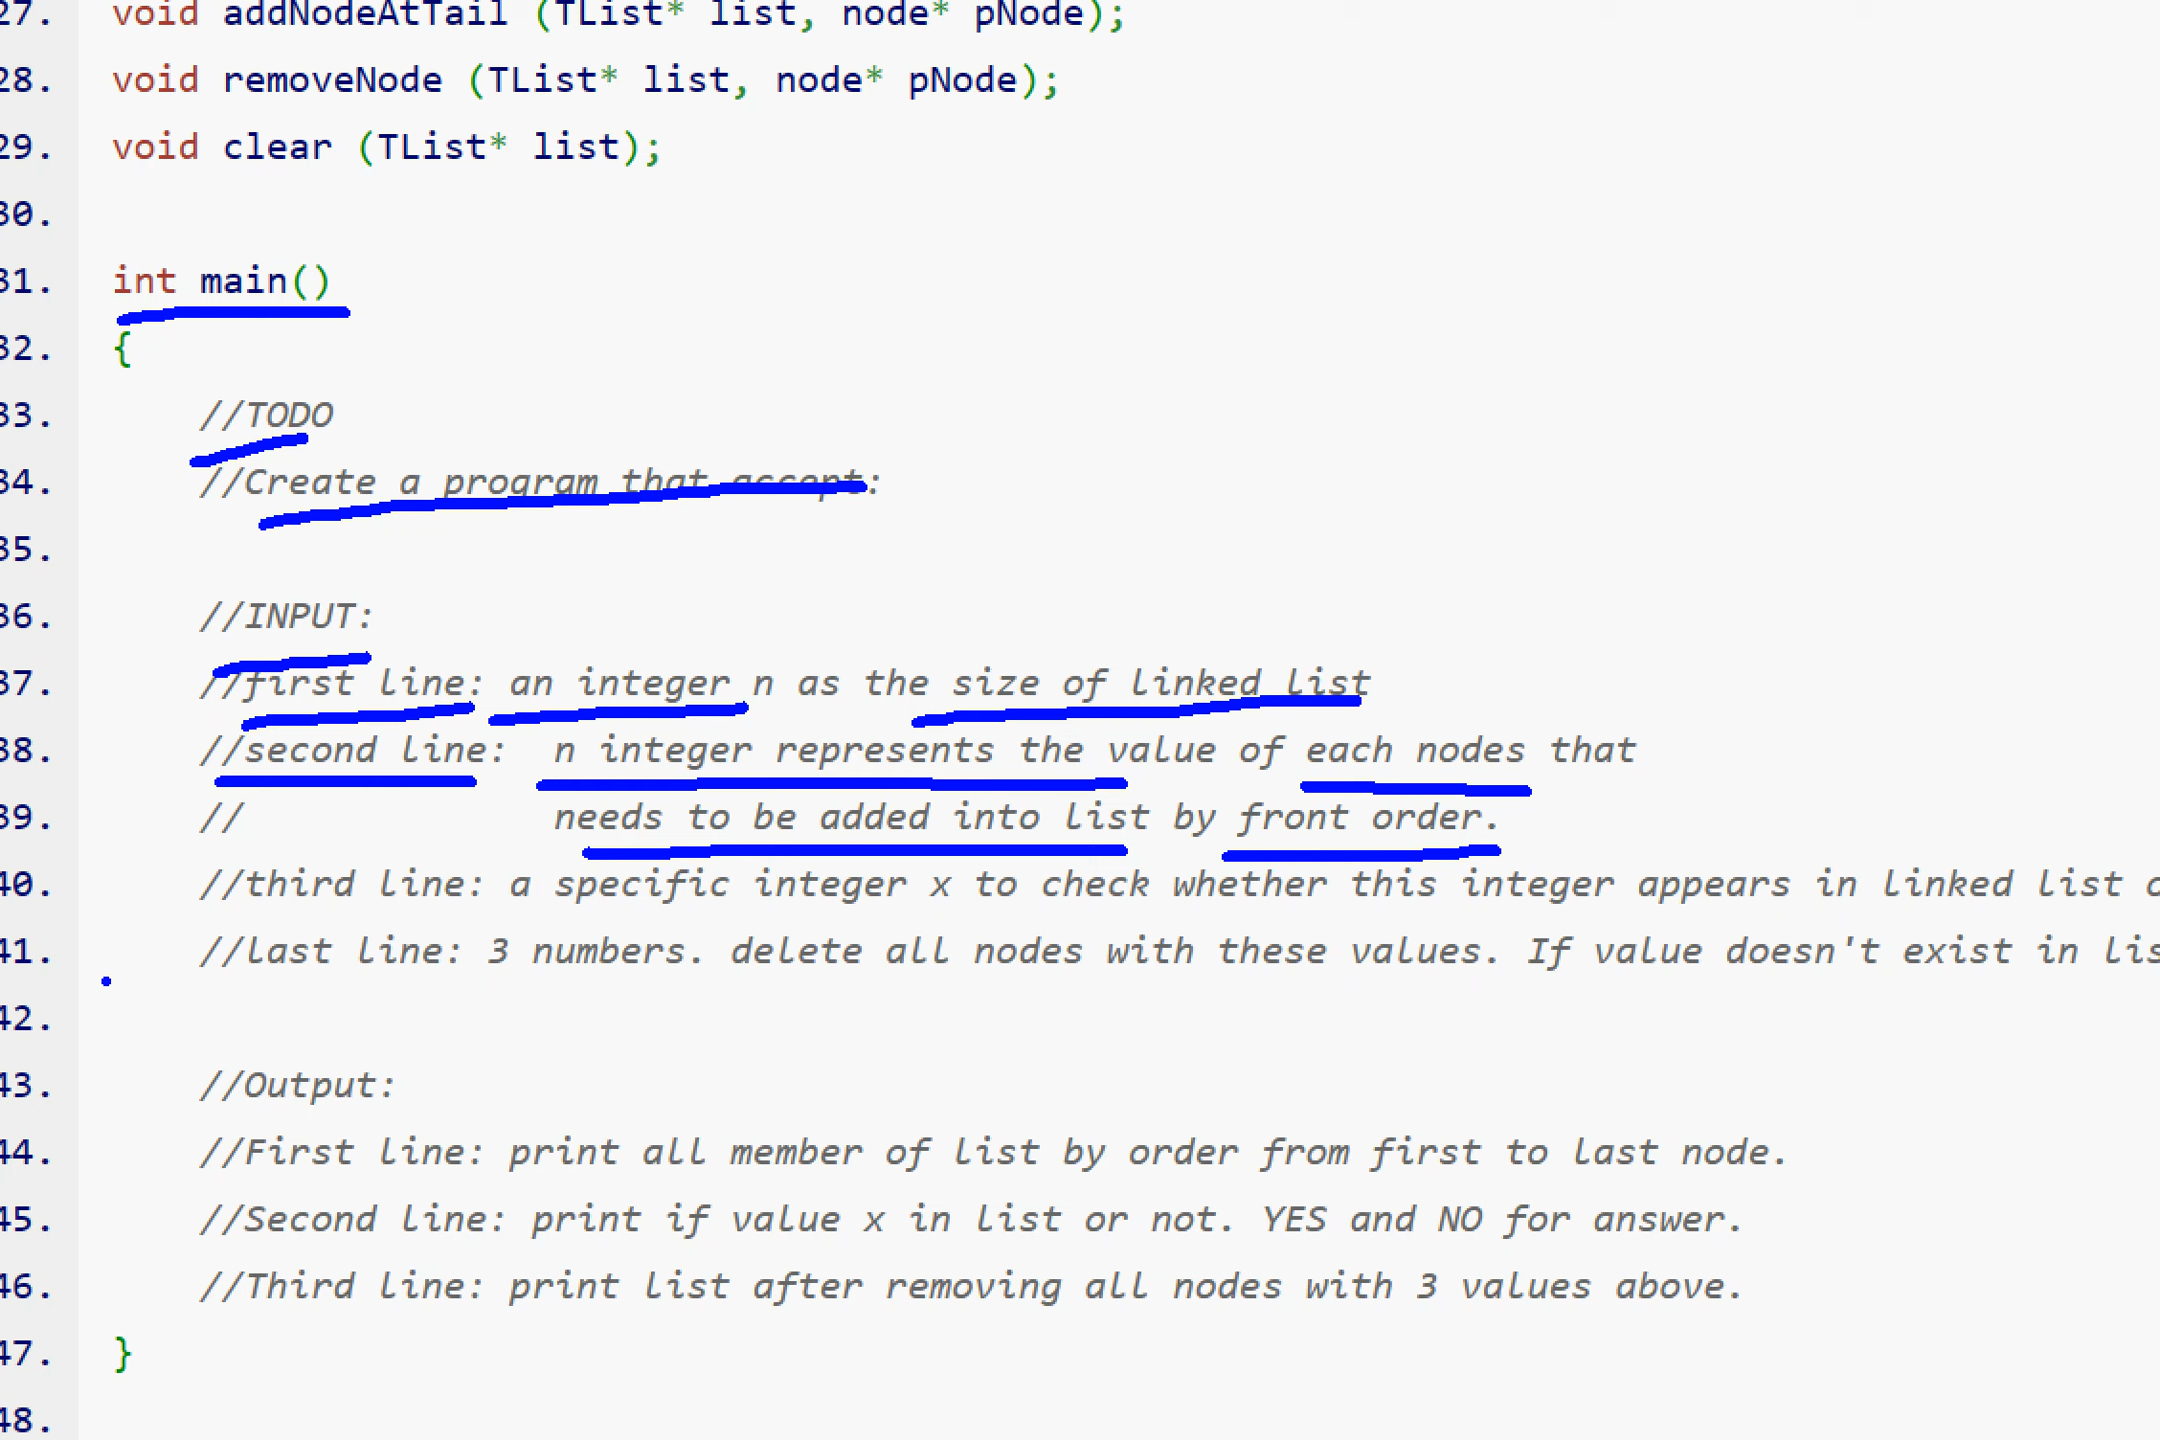 27. void addNodeAtTail (TList* list, node* pNode);
28. void removeNode (TList* list, node* pNode);
29. void clear (TList* list);
30.
31. int main()
32. {
33. //TODO
34. //Create a program that accept:
35.
36. //INPUT:
37. //first line: an integer n as the size of linked list
38. //second line:  n integer represents the value of each nodes that
39. //              needs to be added into list by front order.
40. //third line: a specific integer x to check whether this integer appears in linked list
41. //last line: 3 numbers. delete all nodes with these values. If value doesn't exist in
42.
43. //Output:
44. //First line: print all member of list by order from first to last node.
45. //Second line: print if value x in list or not. YES and NO for answer.
46. //Third line: print list after removing all nodes with 3 values above.
47. }
48.